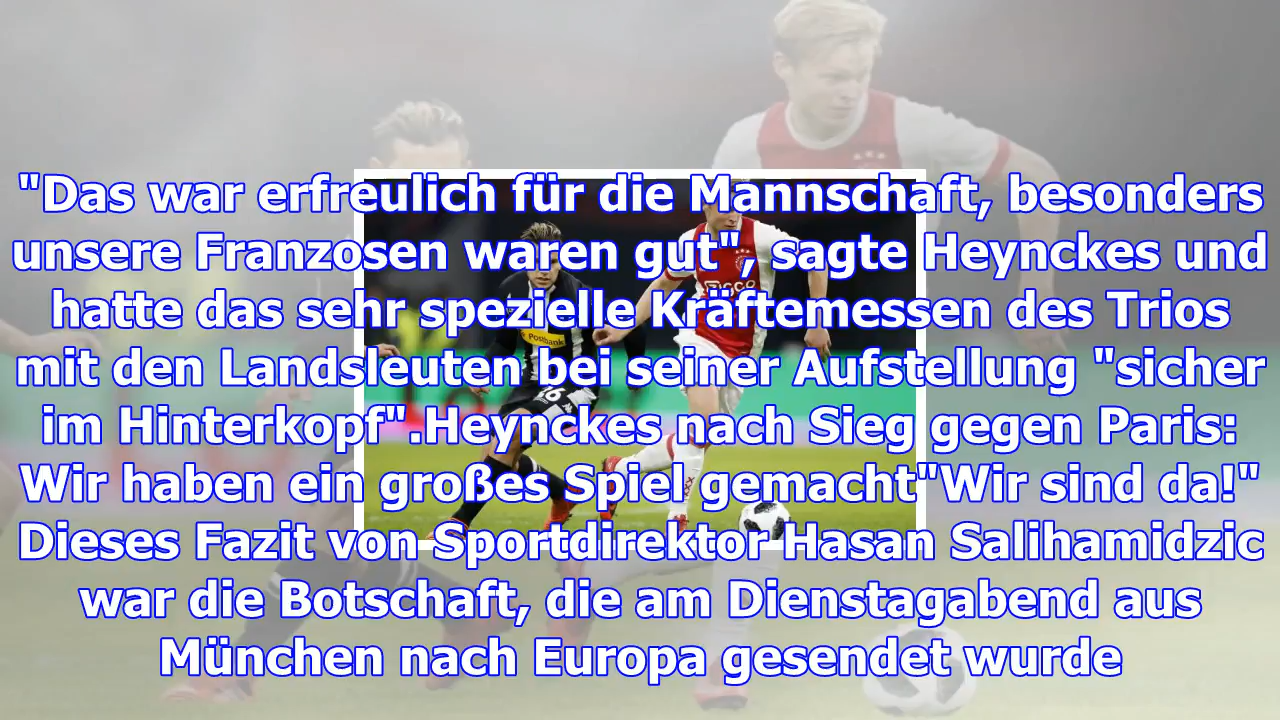 "Das war erfreulich für die Mannschaft, besonders
unsere Franzosen waren gut", sagte Heynckes und
hatte das sehr spezielle Kräftemessen des Trios
mit den Landsleuten bei seiner Aufstellung "sicher
im Hinterkopf".Heynckes nach Sieg gegen Paris:
Wir haben ein großes Spiel gemacht"Wir sind da!"
Dieses Fazit von Sportdirektor Hasan Salihamidzic
war die Botschaft, die am Dienstagabend aus
München nach Europa gesendet wurde
Postbank